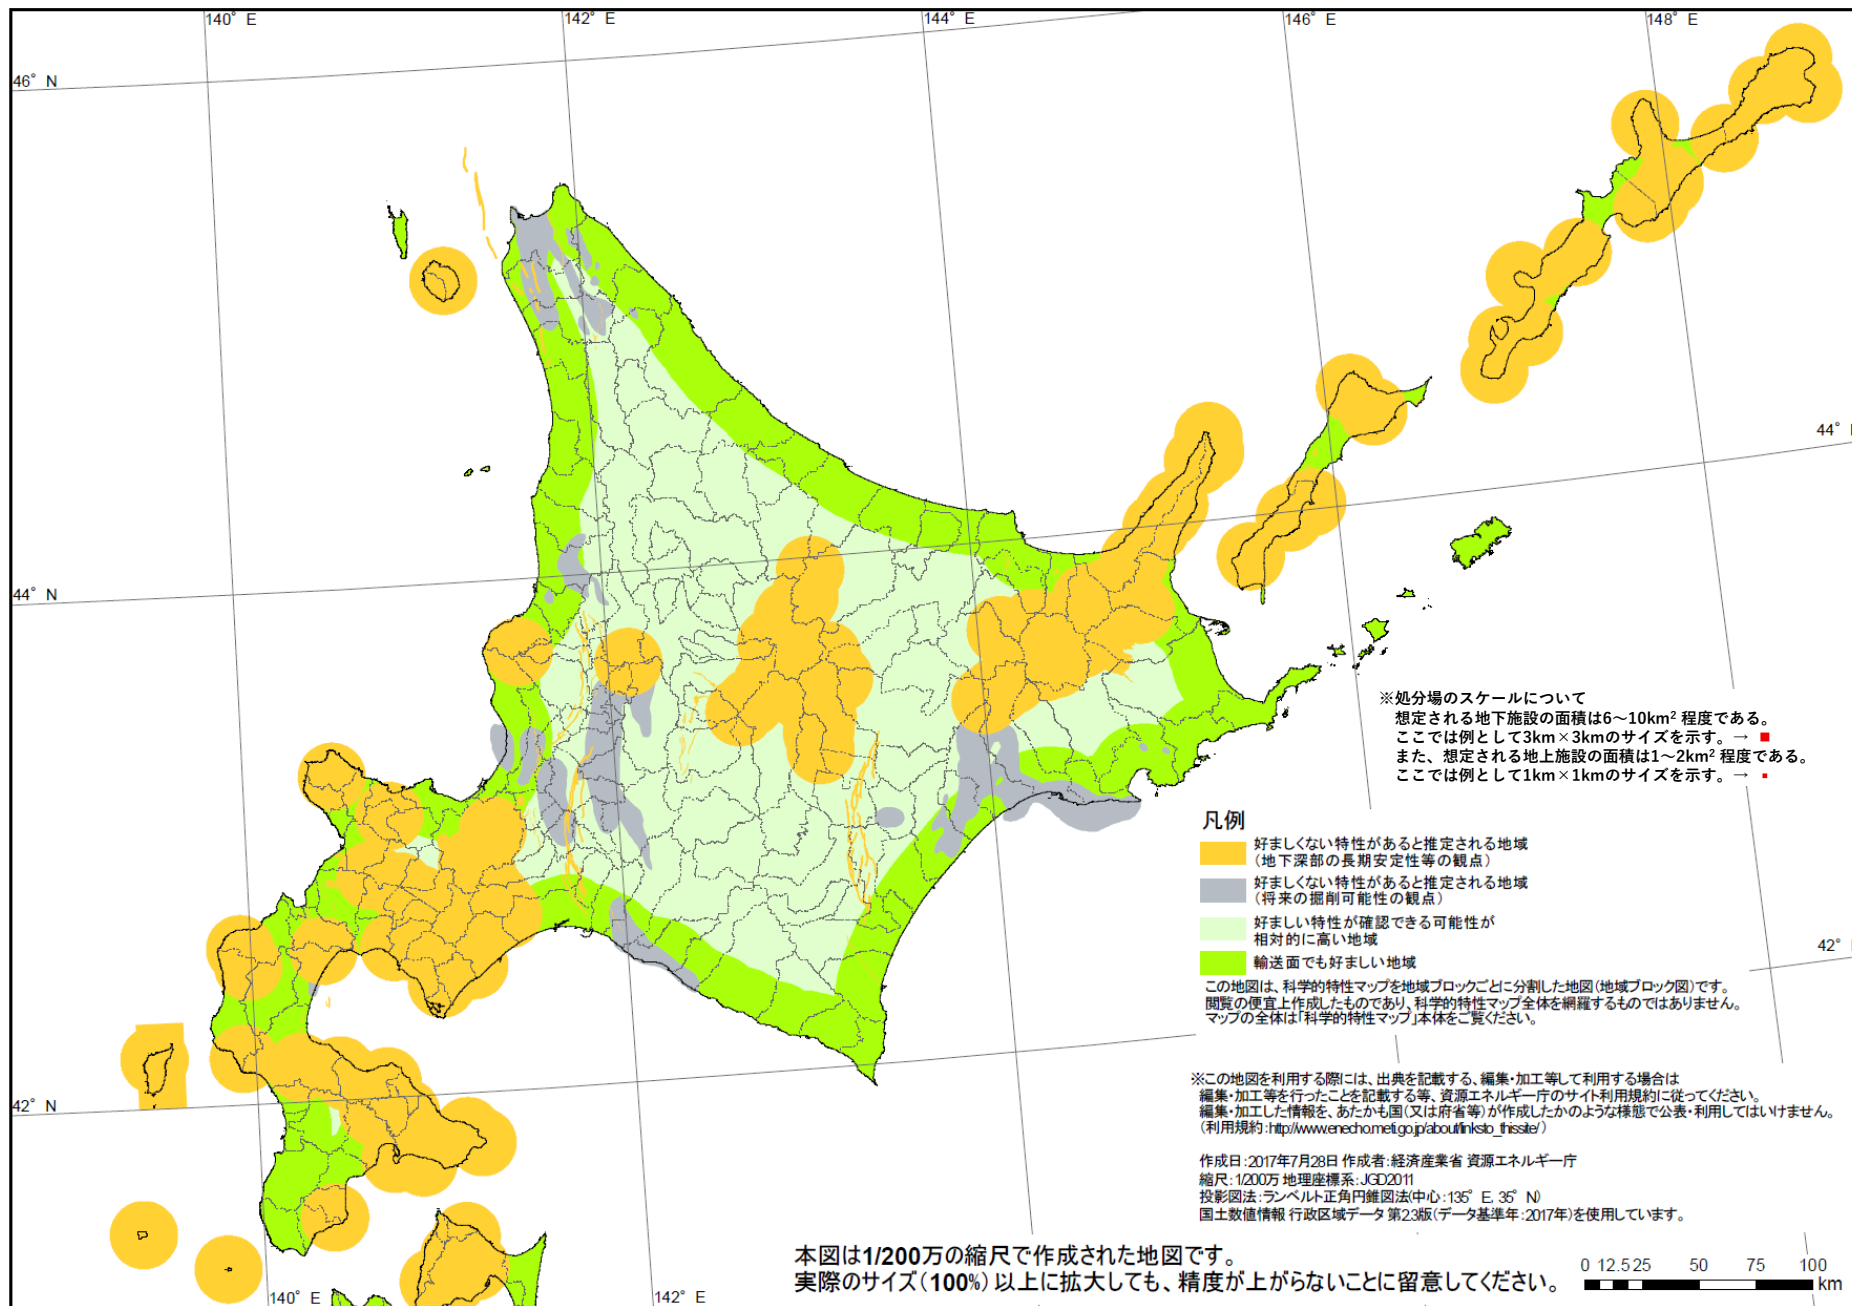 140° E
142° E
144° E
146° E
148° E
46° N
44° N
44° N
42° N
42° N
※処分場のスケールについて
想定される地下施設の面積は6～10km²程度である。
ここでは例として3km×3kmのサイズを示す。→
また、想定される地上施設の面積は1～2km²程度である。
ここでは例として1km×1kmのサイズを示す。→
凡例
好ましくない特性があると推定される地域
（地下深部の長期安定性等の観点）
好ましくない特性があると推定される地域
（将来の掘削可能性の観点）
好ましい特性が確認できる可能性が
相対的に高い地域
輸送面でも好ましい地域
この地図は、科学的特性マップを地域ブロックごとに分割した地図（地域ブロック図）です。
閲覧の便宜上作成したものであり、科学的特性マップ全体を網羅するものではありません。
マップの全体は「科学的特性マップ」本体をご覧ください。
※この地図を利用する際には、出典を記載する、編集・加工等して利用する場合は
編集・加工等を行ったことを記載する等、資源エネルギー庁のサイト利用規約に従ってください。
編集・加工した情報を、あたかも国（又は府省等）が作成したかのような様態で公表・利用してはいけません。
（利用規約：http://www.enecho.meti.go.jp/about/linksto_thissite/）
作成日：2017年7月28日 作成者：経済産業省 資源エネルギー庁
縮尺：1/200万 地理座標系：JGD2011
投影図法：ランベルト正角円錐図法（中心：135° E, 35° N）
国土数値情報 行政区域データ 第2.3版（データ基準年：2017年）を使用しています。
本図は1/200万の縮尺で作成された地図です。
実際のサイズ（100%）以上に拡大しても、精度が上がらないことに留意してください。
0 12.5 25 50 75 100
km
140° E
142° E